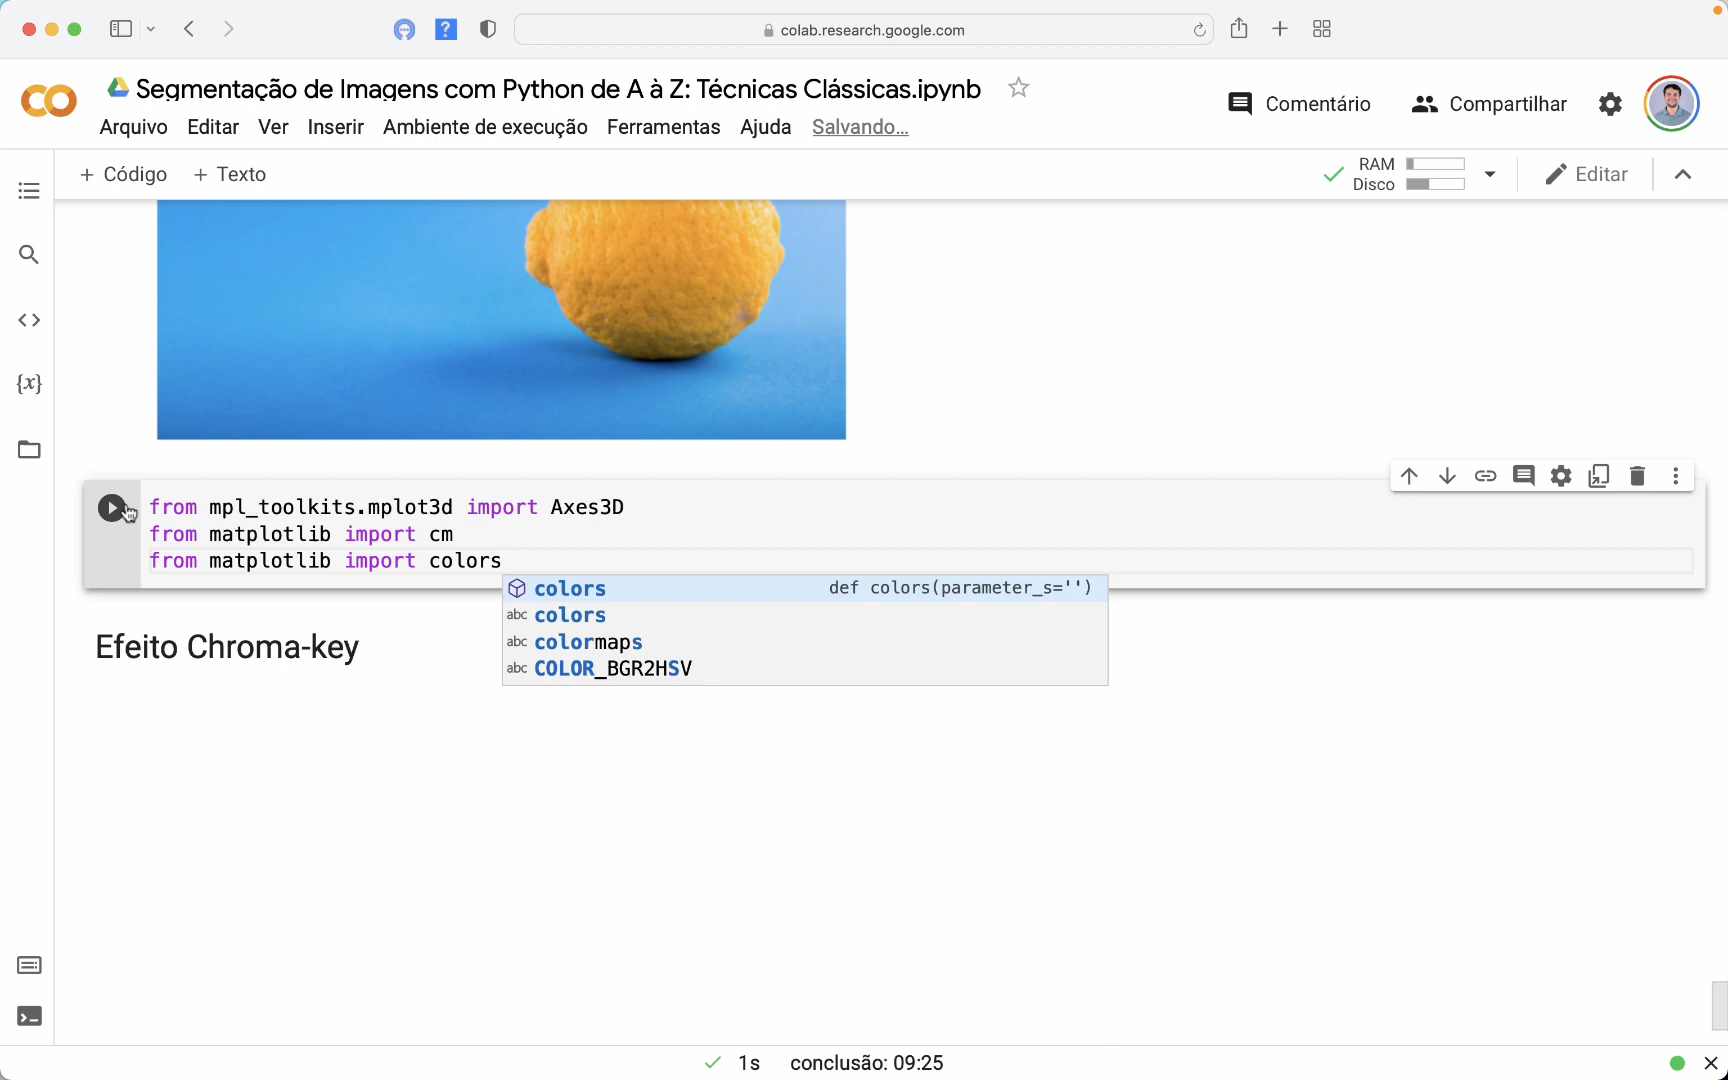 colab.research.google.com
Segmentação de Imagens com Python de A à Z: Técnicas Clássicas.ipynb
Comentário
Compartilhar
Arquivo Editar Ver Inserir Ambiente de execução Ferramentas Ajuda Salvando...
+ Código + Texto
RAM
Disco
Editar
{x}
from mpl_toolkits.mplot3d import Axes3D
from matplotlib import cm
from matplotlib import colors
colors def colors(parameter_s='')
abc colors
abc colormaps
abc COLOR_BGR2HSV
Efeito Chroma-key
1s conclusão: 09:25